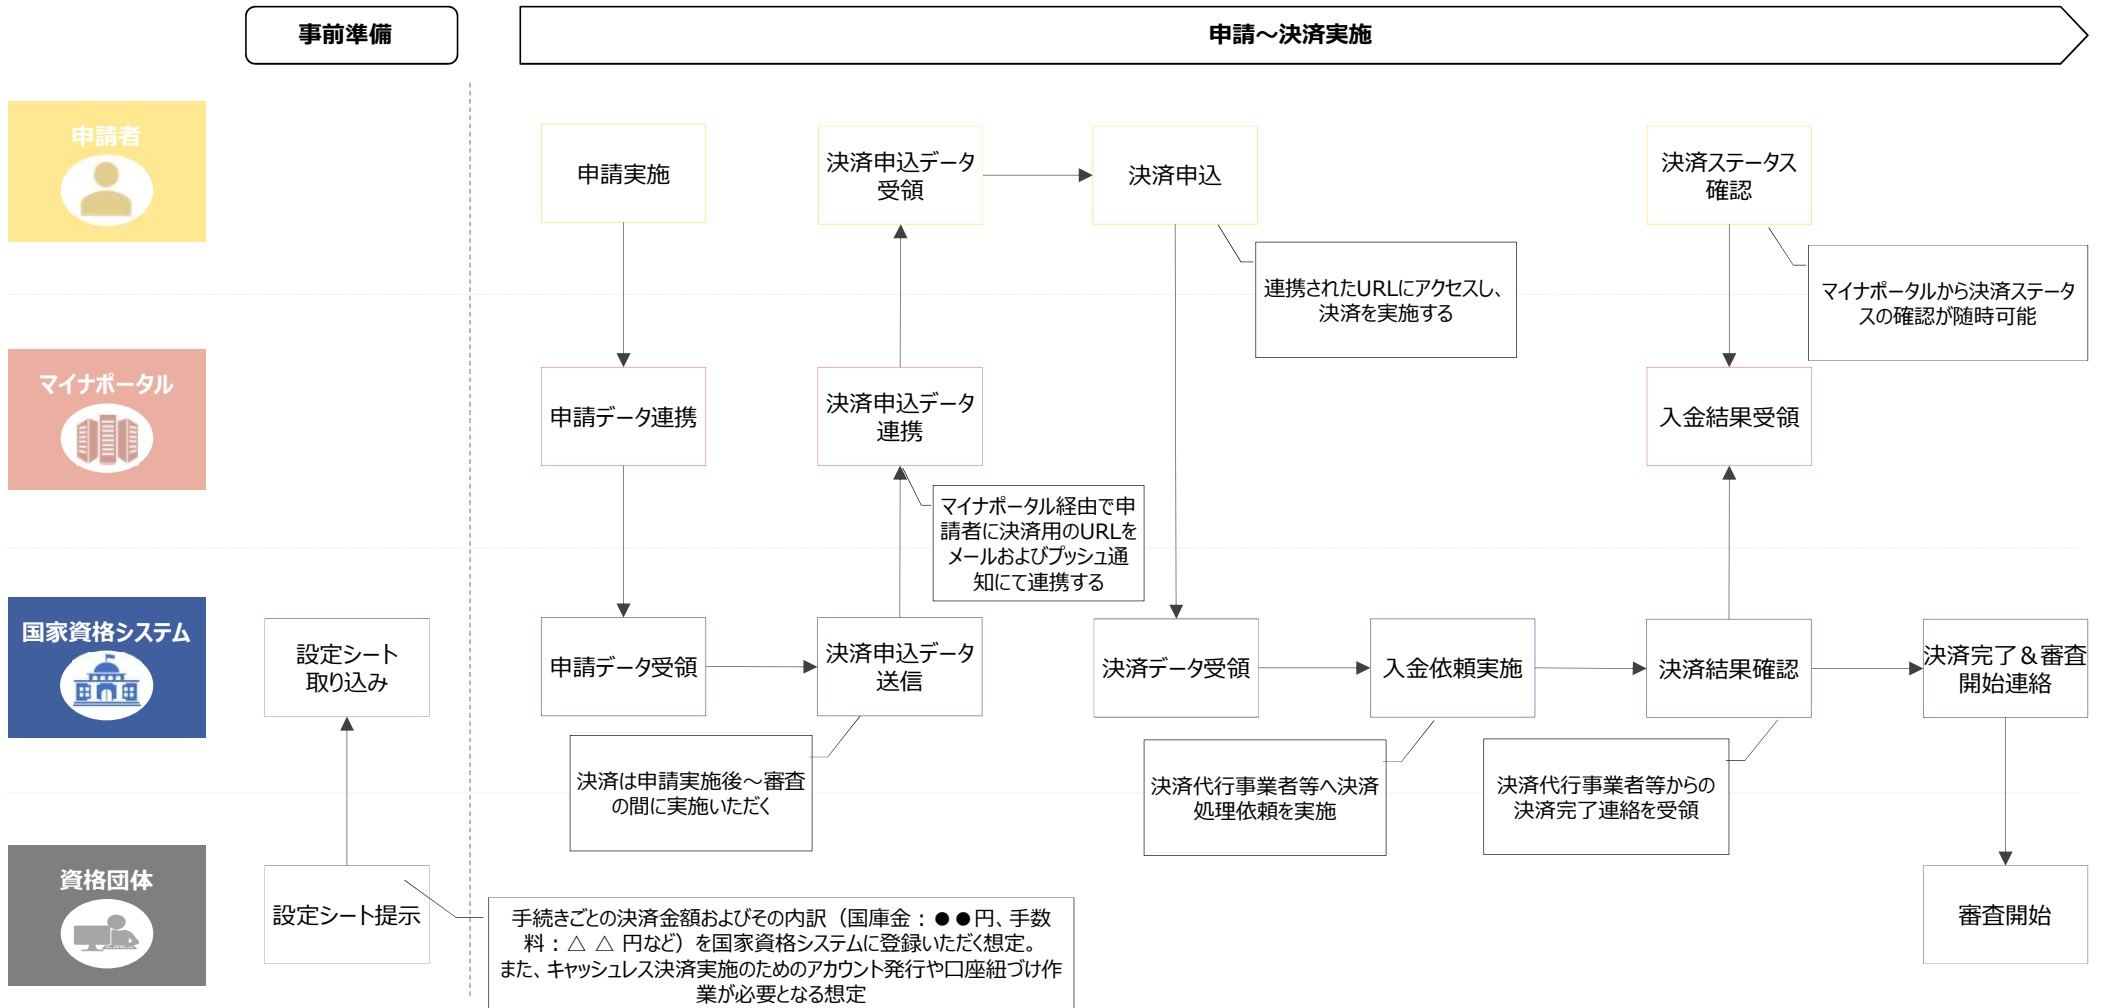 事前準備
申請～決済実施
申請者
申請実施
決済申込データ
受領
決済申込
決済ステータス
確認
連携されたURLにアクセスし、
決済を実施する
マイナポータルから決済ステータ
スの確認が随時可能
マイナポータル
申請データ連携
決済申込データ
連携
入金結果受領
マイナポータル経由で申
請者に決済用のURLを
メールおよびプッシュ通
知にて連携する
国家資格システム
設定シート
取り込み
申請データ受領
決済申込データ
送信
決済データ受領
入金依頼実施
決済結果確認
決済完了＆審査
開始連絡
決済は申請実施後～審査
の間に実施いただく
決済代行事業者等へ決済
処理依頼を実施
決済代行事業者等からの
決済完了連絡を受領
資格団体
設定シート提示
手続きごとの決済金額およびその内訳（国庫金：●●円、手数
料：△ △ 円など）を国家資格システムに登録いただく想定。
また、キャッシュレス決済実施のためのアカウント発行や口座紐づけ作
業が必要となる想定
審査開始